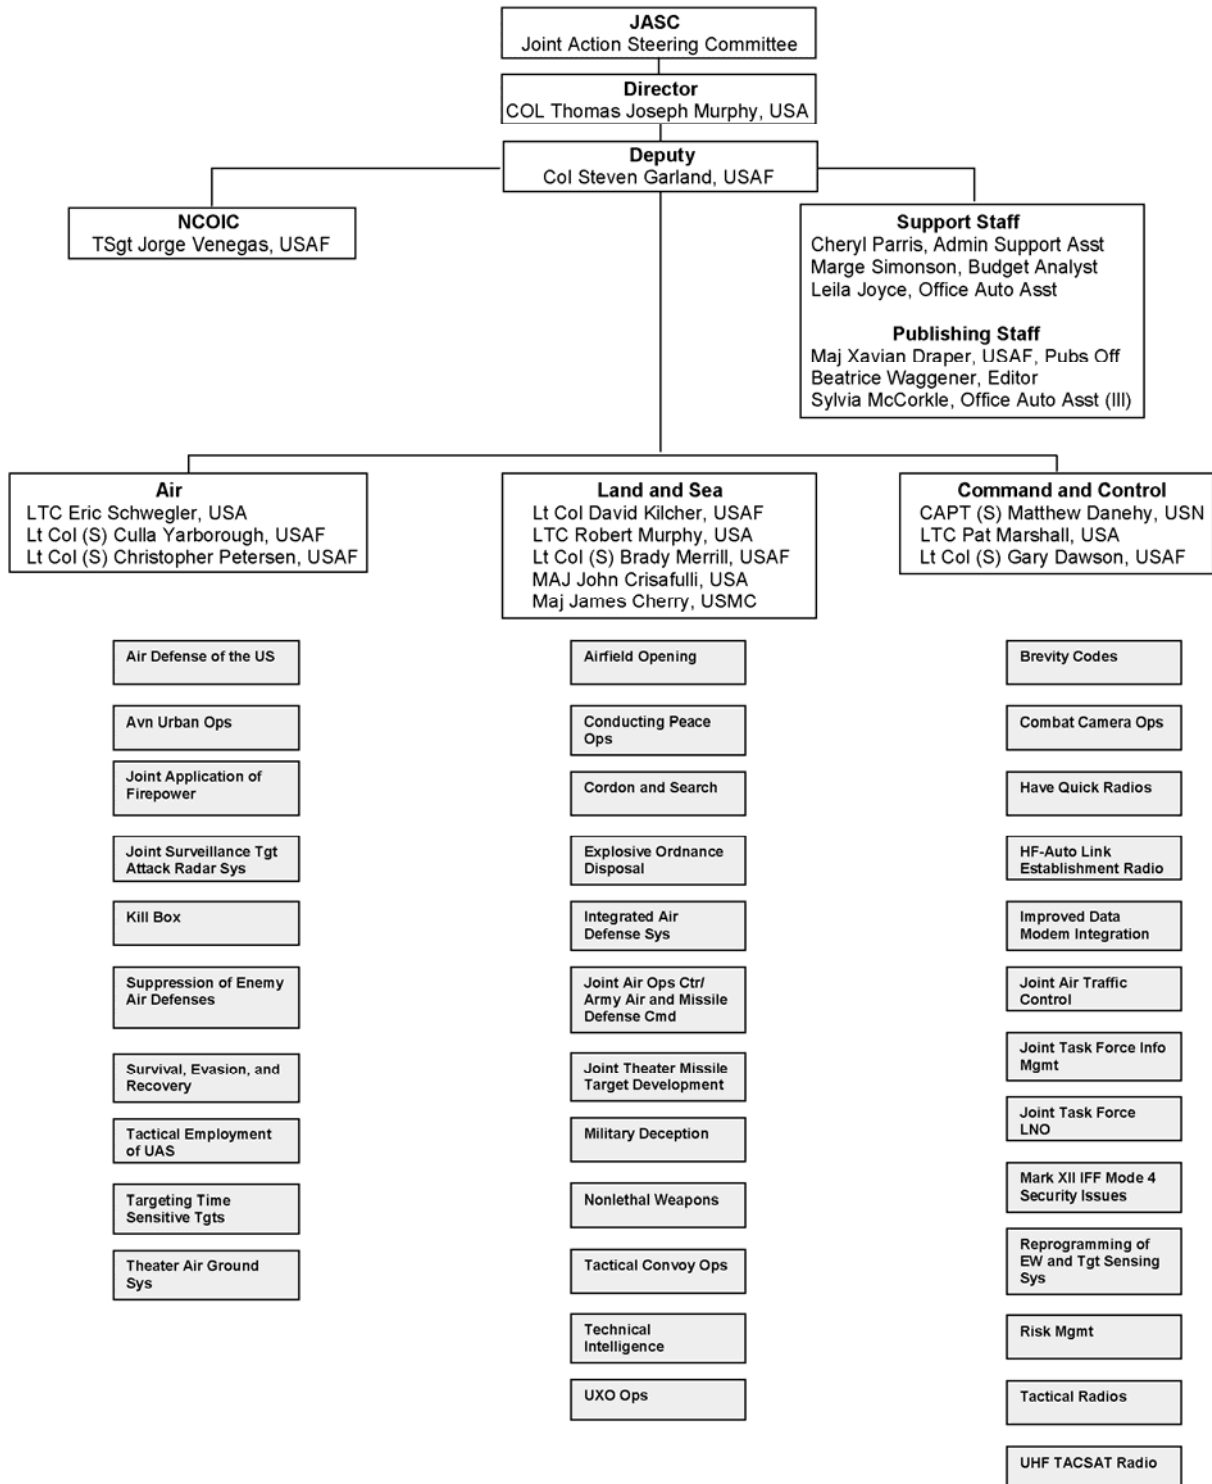 JASC
Joint Action Steering Committee
Director
COL Thomas Joseph Murphy, USA
Deputy
Col Steven Garland, USAF
NCOIC
TSgt Jorge Venegas, USAF
Support Staff
Cheryl Parris, Admin Support Asst
Marge Simonson, Budget Analyst
Leila Joyce, Office Auto Asst
Publishing Staff
Maj Xavian Draper, USAF, Pubs Off
Beatrice Waggener, Editor
Sylvia McCorkle, Office Auto Asst (III)
Air
LTC Eric Schwegler, USA
Lt Col (S) Culla Yarborough, USAF
Lt Col (S) Christopher Petersen, USAF
Land and Sea
Lt Col David Kilcher, USAF
LTC Robert Murphy, USA
Lt Col (S) Brady Merrill, USAF
MAJ John Crisafulli, USA
Maj James Cherry, USMC
Command and Control
CAPT (S) Matthew Danehy, USN
LTC Pat Marshall, USA
Lt Col (S) Gary Dawson, USAF
Air Defense of the US
Avn Urban Ops
Joint Application of
Firepower
Joint Surveillance Tgt
Attack Radar Sys
Kill Box
Suppression of Enemy
Air Defenses
Survival, Evasion, and
Recovery
Tactical Employment
of UAS
Targeting Time
Sensitive Tgts
Theater Air Ground
Sys
Airfield Opening
Conducting Peace
Ops
Cordon and Search
Explosive Ordnance
Disposal
Integrated Air
Defense Sys
Joint Air Ops Ctr/
Army Air and Missile
Defense Cmd
Joint Theater Missile
Target Development
Military Deception
Nonlethal Weapons
Tactical Convoy Ops
Technical
Intelligence
UXO Ops
Brevity Codes
Combat Camera Ops
Have Quick Radios
HF-Auto Link
Establishment Radio
Improved Data
Modem Integration
Joint Air Traffic
Control
Joint Task Force Info
Mgmt
Joint Task Force
LNO
Mark XII IFF Mode 4
Security Issues
Reprogramming of
EW and Tgt Sensing
Sys
Risk Mgmt
Tactical Radios
UHF TACSAT Radio